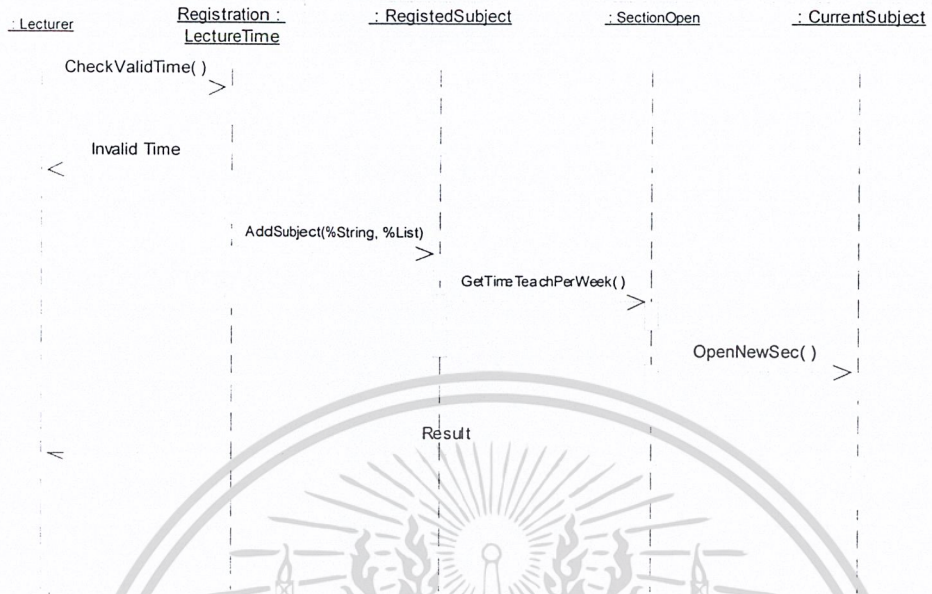 : Lecturer
Registration :
LectureTime
: RegistedSubject
: SectionOpen
: CurrentSubject
CheckValidTime( )
Invalid Time
AddSubject(%String, %List)
GetTimeTeachPerWeek( )
OpenNewSec( )
Result